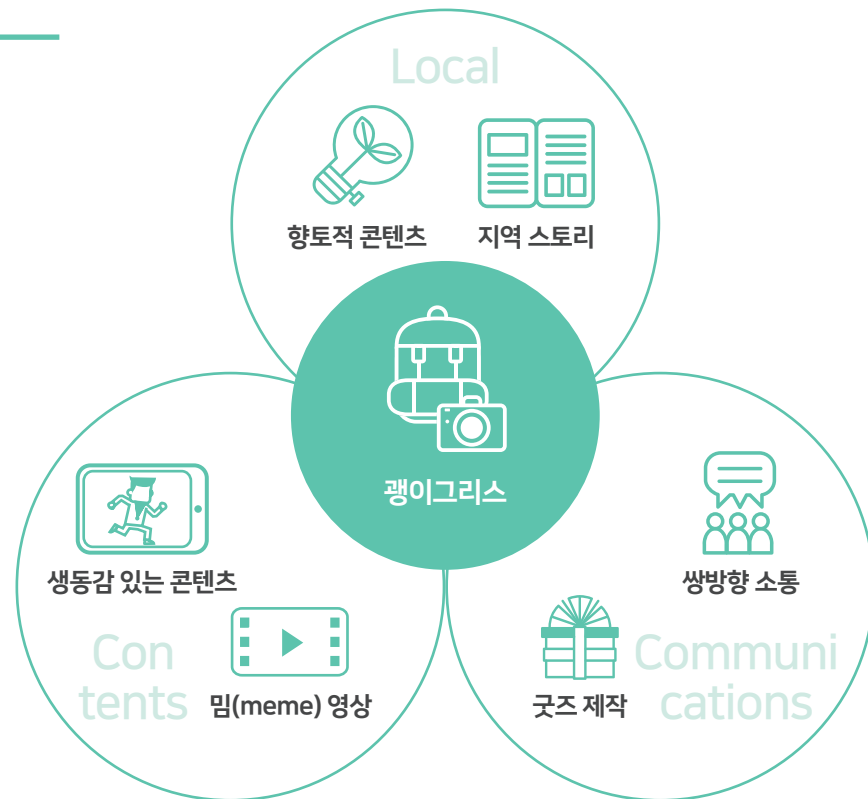 Local
향토적 콘텐츠
지역 스토리
괭이그리스
생동감 있는 콘텐츠
Con
tents
밈(meme) 영상
쌍방향 소통
굿즈 제작
Communi
cations